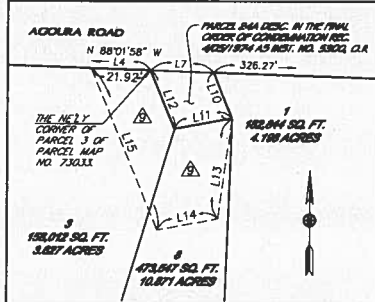 AGOURA ROAD
PARCEL 84A DESC. IN THE FINAL
ORDER OF CONDEMNATION REC.
4/05/1974 AS INST. NO. 5300, O.R.
N 88°01'58" W
L4
L7
326.27'
21.92'
L12
L10
L11
9
THE NE'LY
CORNER OF
PARCEL 3 OF
PARCEL MAP
NO. 73033.
1
182,844 SQ. FT.
4.198 ACRES
L15
9
L13
L14
3
158,012 SQ. FT.
3.627 ACRES
8
473,547 SQ. FT.
10.871 ACRES